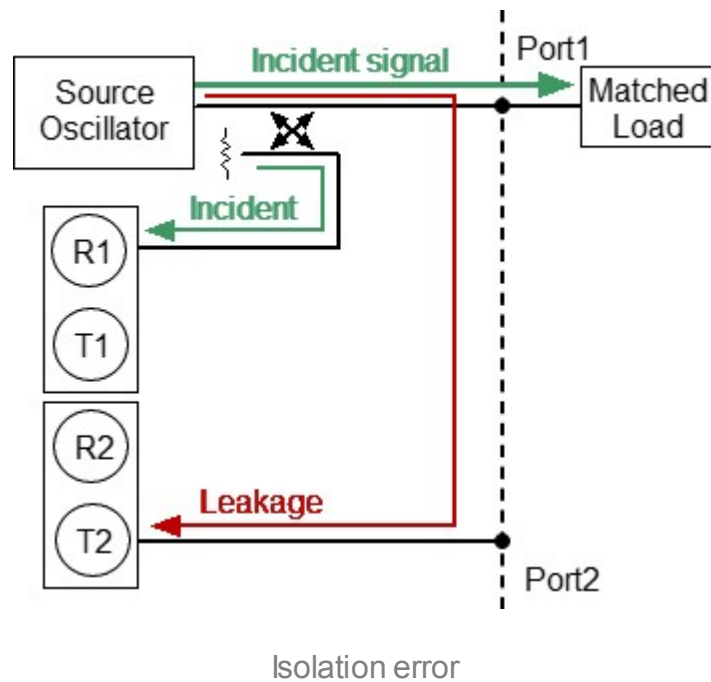 Incident signal
Port1
Source
Oscillator
Matched
Load
Incident
R1
T1
R2
Leakage
T2
Port2
Isolation error